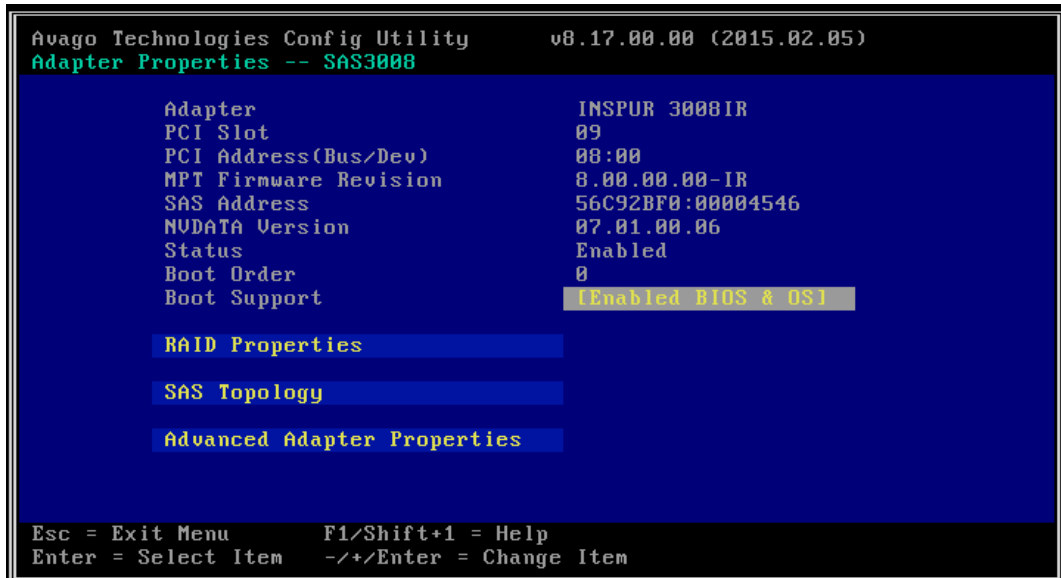 Avago Technologies Config Utility v8.17.00.00 (2015.02.05)
Adapter Properties -- SAS3008
Adapter INSPUR 3008IR
PCI Slot 09
PCI Address(Bus/Dev) 08:00
MPT Firmware Revision 8.00.00.00-IR
SAS Address 56C92BF0:00004546
NVDATA Version 07.01.00.06
Status Enabled
Boot Order 0
Boot Support [Enabled BIOS & OS]
RAID Properties
SAS Topology
Advanced Adapter Properties
Esc = Exit Menu F1/Shift+1 = Help
Enter = Select Item -/+/Enter = Change Item